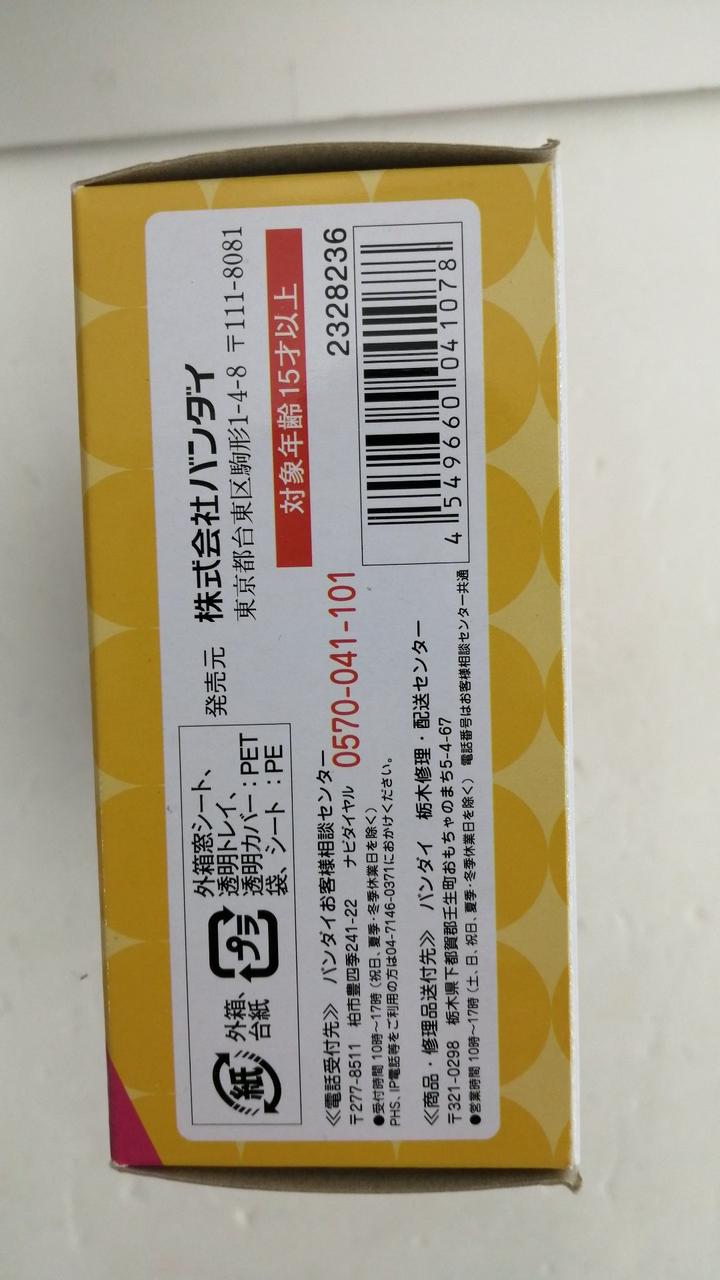 紙
外箱、
台紙
プラ
外箱窓シート、
透明トレイ、
透明カバー：PET
袋、シート：PE
発売元 株式会社バンダイ
東京都台東区駒形1-4-8 〒111-8081
対象年齢15才以上
≪電話受付先≫ バンダイお客様相談センター
〒277-8511 柏市豊四季241-22 ナビダイヤル 0570-041-101
●受付時間 10時〜17時（祝日、夏季・冬季休業日を除く）
PHS、IP電話等をご利用の方は04-7146-0371におかけください。
≪商品・修理品送付先≫ バンダイ 栃木修理・配送センター
〒321-0298 栃木県下都賀郡壬生町おもちゃのまち5-4-67
●営業時間 10時〜17時（土、日、祝日、夏季・冬季休業日を除く） 電話番号はお客様相談センター共通
2328236
4 549660 041078